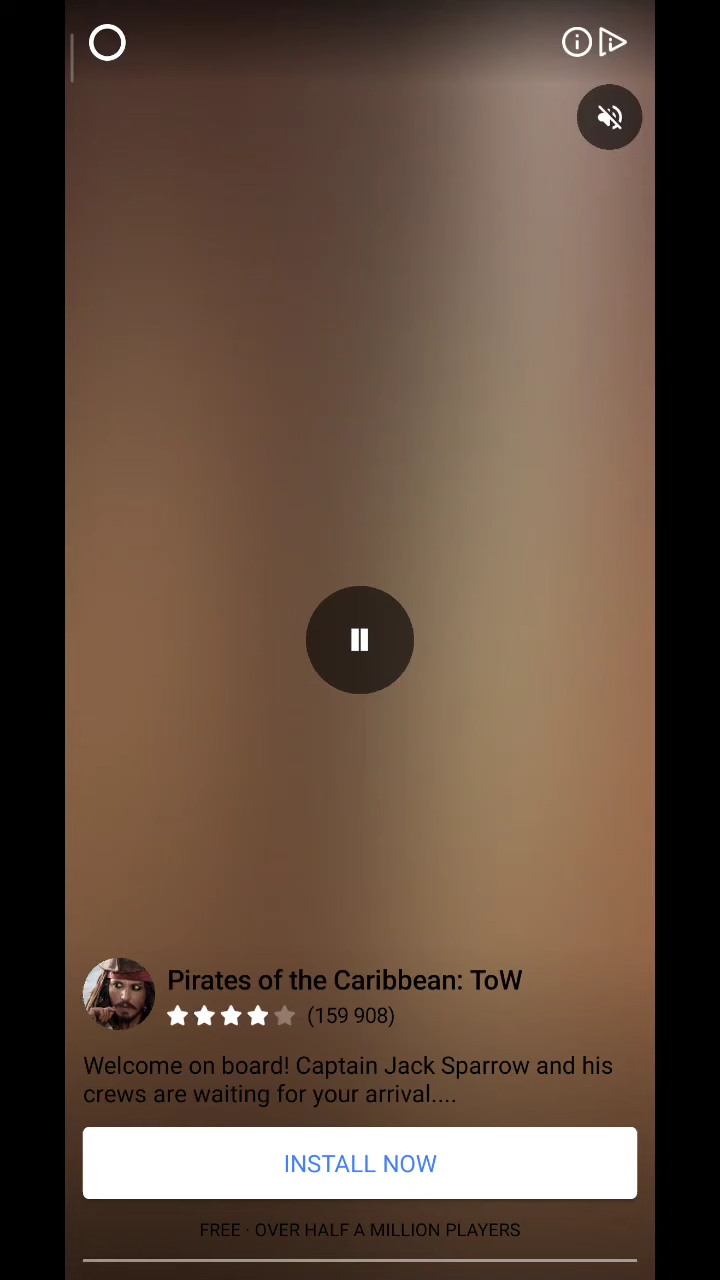 Pirates of the Caribbean: ToW
(159 908)
Welcome on board! Captain Jack Sparrow and his
crews are waiting for your arrival....
INSTALL NOW
FREE · OVER HALF A MILLION PLAYERS